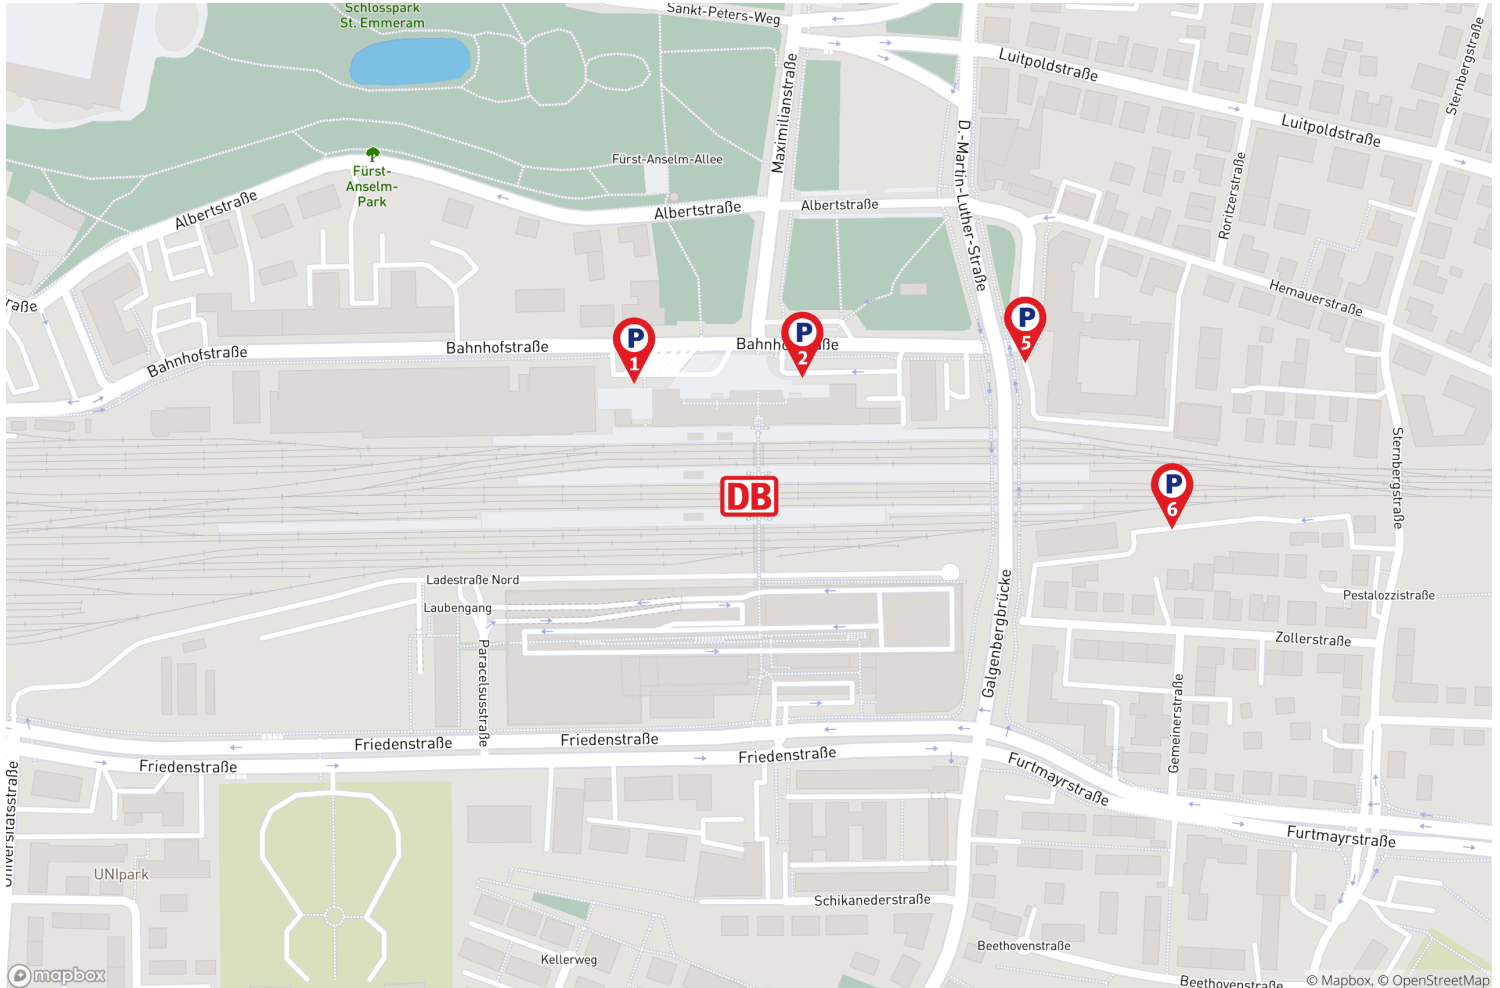 Schlosspark
St. Emmeram
Sankt-Peters-Weg
Luitpoldstraße
Luitpoldstraße
Sternbergstraße
Maximilianstraße
D.-Martin-Luther-Straße
Fürst-Anselm-Allee
Fürst-
Anselm-
Park
Albertstraße
Albertstraße
Albertstraße
Roritzerstraße
Hemauerstraße
raße
P
1
P
2
P
5
Bahnhofstraße
Bahnhofstraße
Bahnh
aße
Sternbergstraße
P
6
DB
Ladestraße Nord
Laubengang
Paracelsusstraße
Galgenbergbrücke
Pestalozzistraße
Zollerstraße
Gemeinerstraße
Friedenstraße
Friedenstraße
Friedenstraße
Friedenstraße
Furtmayrstraße
Furtmayrstraße
Universitätsstraße
UNIpark
Schikanederstraße
Kellerweg
Beethovenstraße
Beethovenstraße
mapbox
© Mapbox, © OpenStreetMap